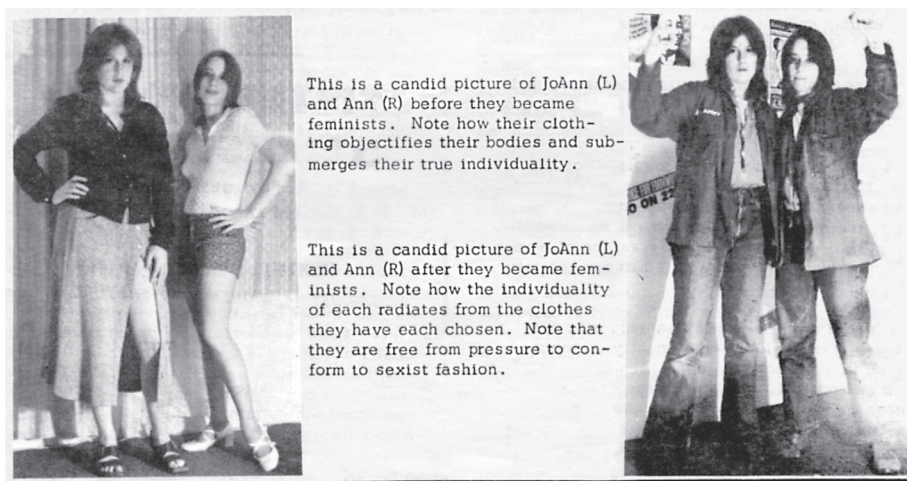 This is a candid picture of JoAnn (L)
and Ann (R) before they became
feminists. Note how their cloth-
ing objectifies their bodies and sub-
merges their true individuality.
This is a candid picture of JoAnn (L)
and Ann (R) after they became fem-
inists. Note how the individuality
of each radiates from the clothes
they have each chosen. Note that
they are free from pressure to con-
form to sexist fashion.
O ON 22